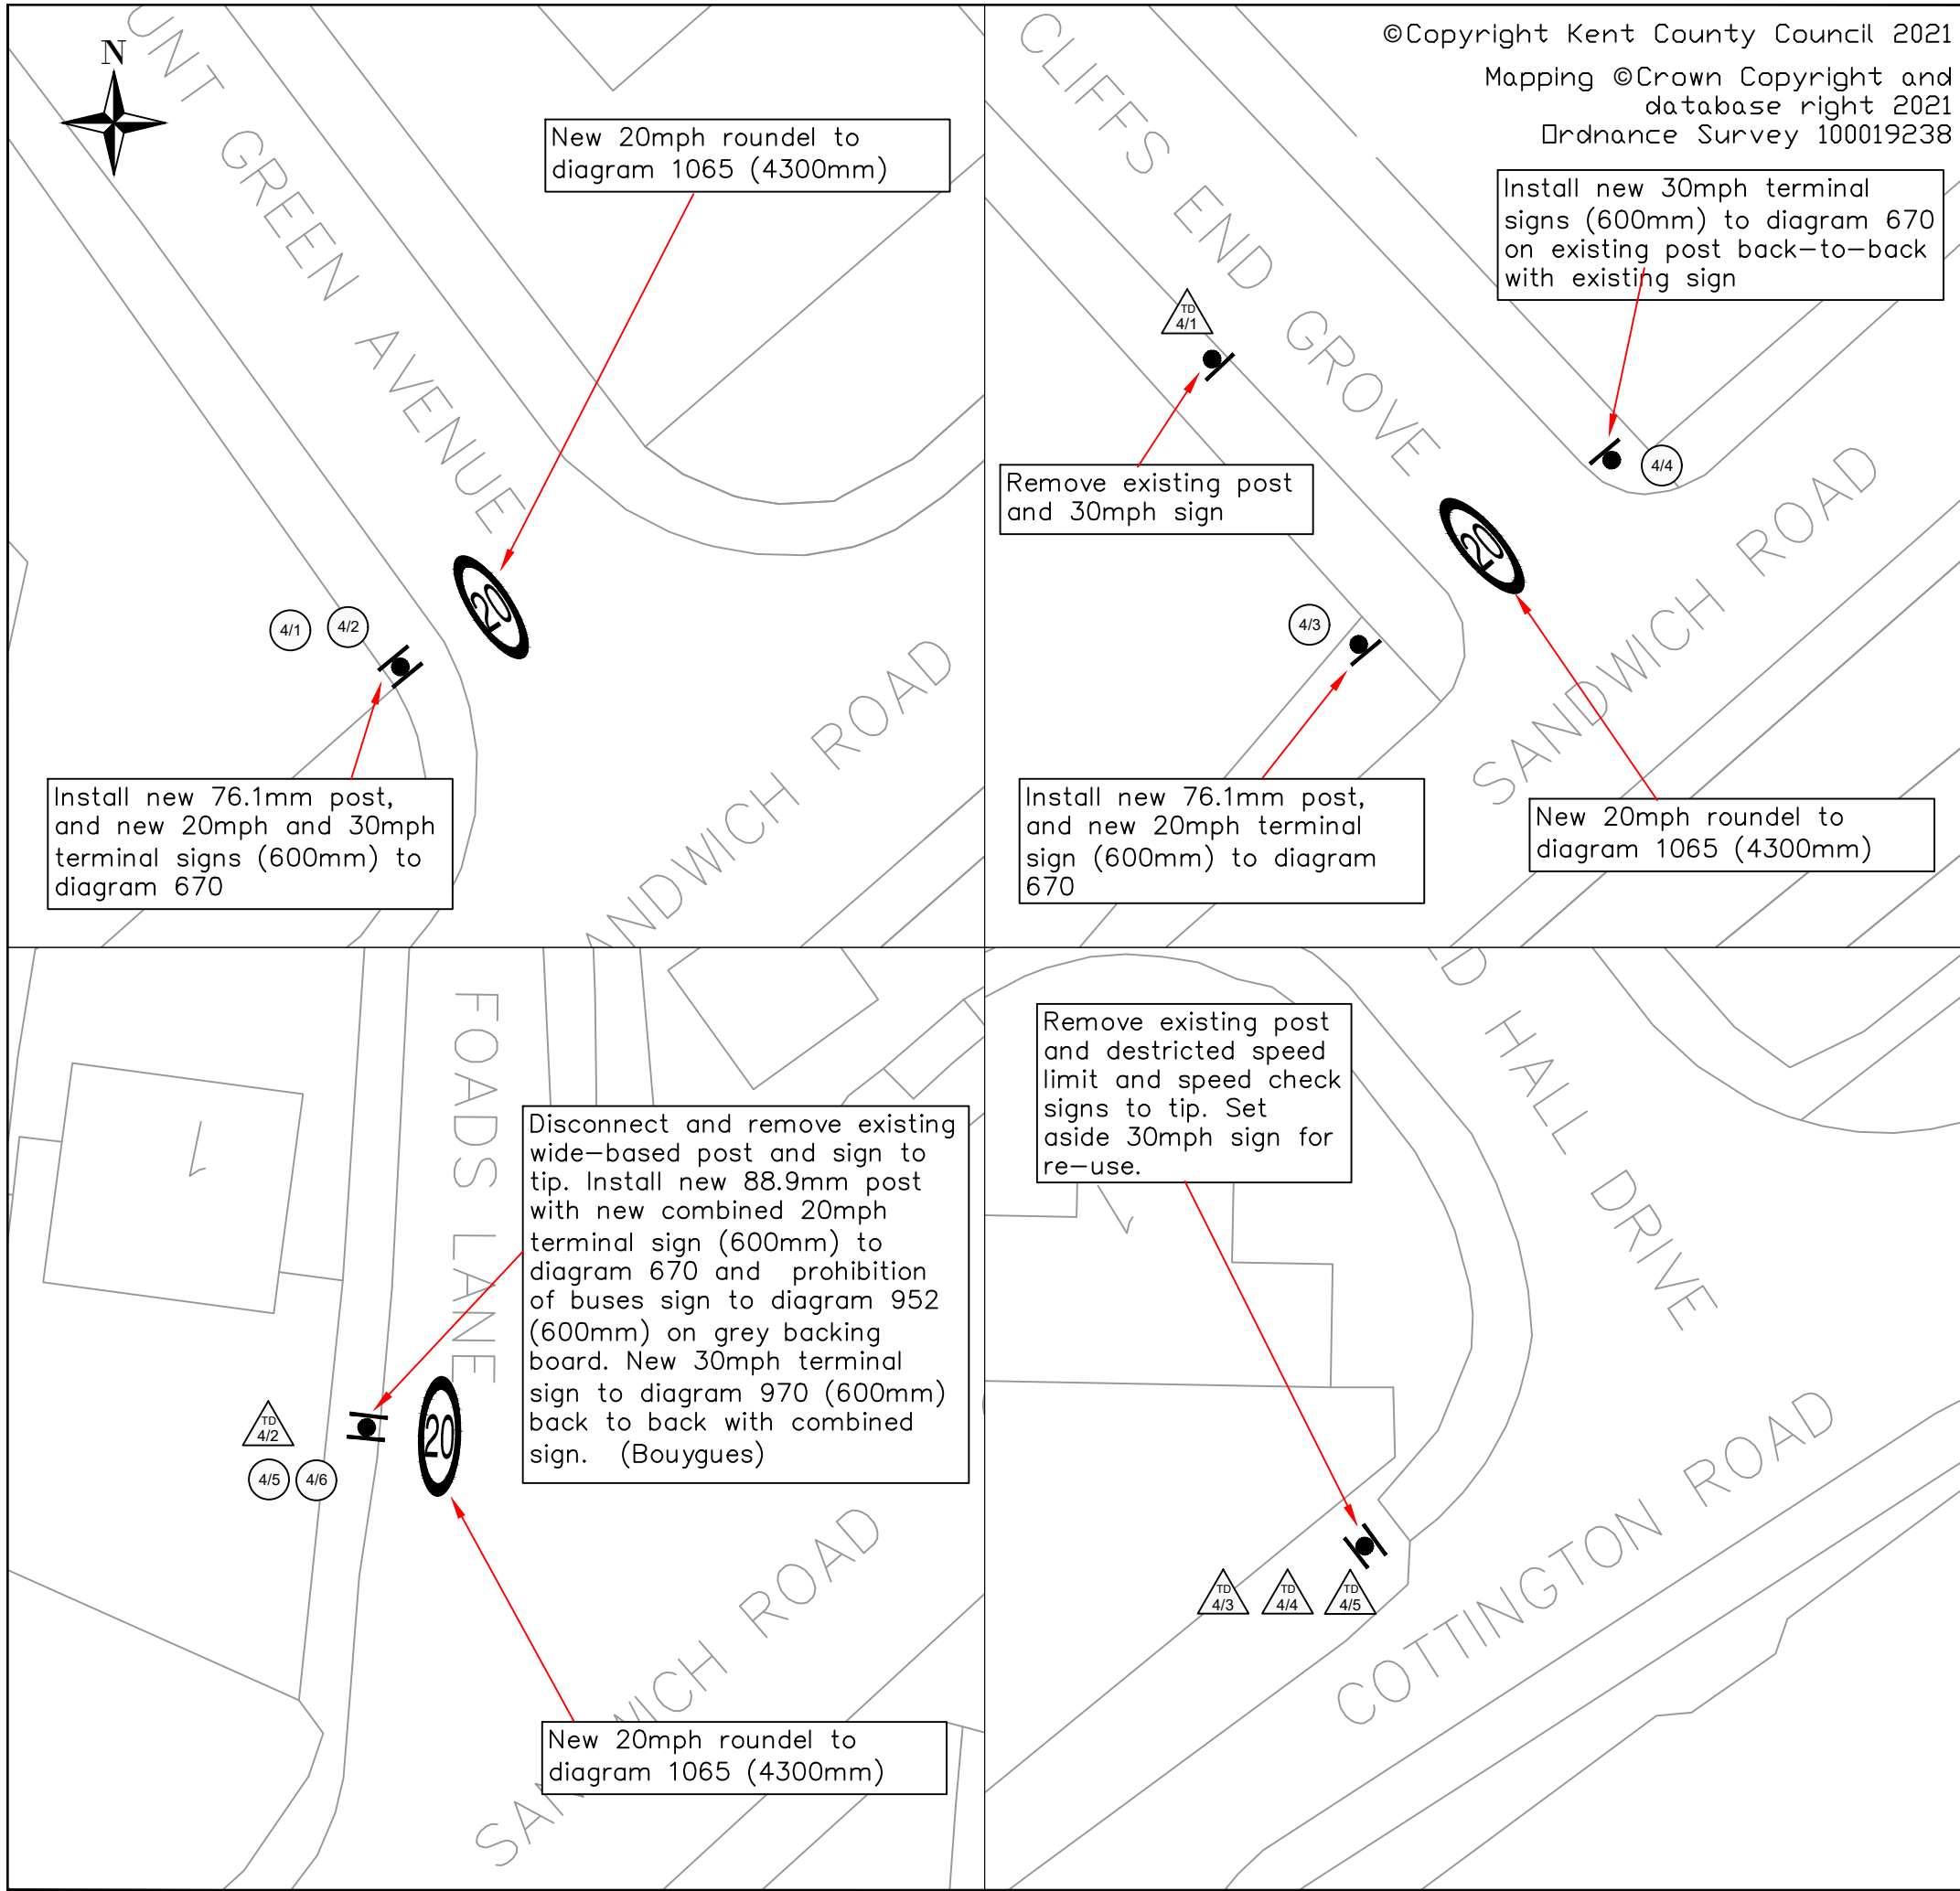 N
UNT GREEN AVENUE
New 20mph roundel to
diagram 1065 (4300mm)
20
4/1
4/2
Install new 76.1mm post,
and new 20mph and 30mph
terminal signs (600mm) to
diagram 670
ANDWICH ROAD
©Copyright Kent County Council 2021
Mapping ©Crown Copyright and
database right 2021
Ordnance Survey 100019238
CLIFFS END GROVE
Install new 30mph terminal
signs (600mm) to diagram 670
on existing post back-to-back
with existing sign
TD
4/1
Remove existing post
and 30mph sign
4/4
20
4/3
SANDWICH ROAD
Install new 76.1mm post,
and new 20mph terminal
sign (600mm) to diagram
670
New 20mph roundel to
diagram 1065 (4300mm)
FOADS LANE
1
Disconnect and remove existing
wide-based post and sign to
tip. Install new 88.9mm post
with new combined 20mph
terminal sign (600mm) to
diagram 670 and prohibition
of buses sign to diagram 952
(600mm) on grey backing
board. New 30mph terminal
sign to diagram 970 (600mm)
back to back with combined
sign. (Bouygues)
TD
4/2
4/5
4/6
20
SANDWICH ROAD
New 20mph roundel to
diagram 1065 (4300mm)
D HALL DRIVE
Remove existing post
and destricted speed
limit and speed check
signs to tip. Set
aside 30mph sign for
re-use.
1
TD
4/3
TD
4/4
TD
4/5
COTTINGTON ROAD